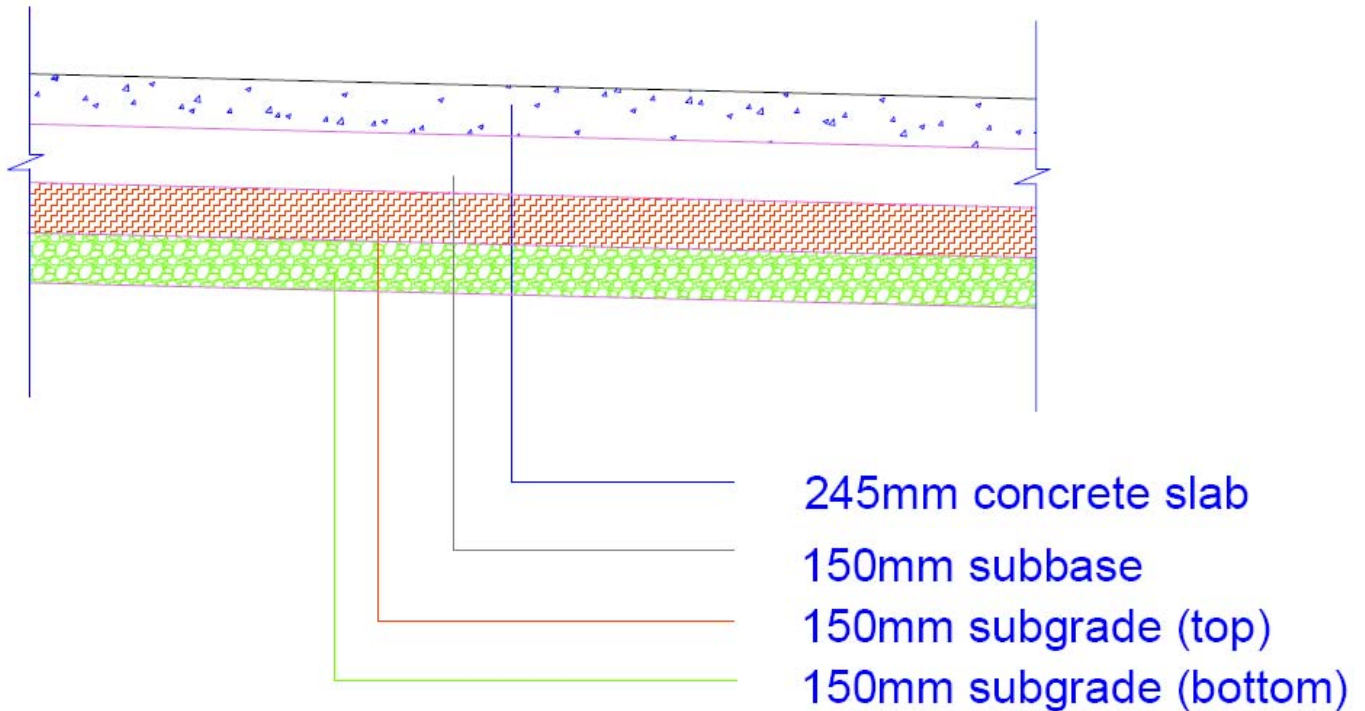 245mm concrete slab
150mm subbase
150mm subgrade (top)
150mm subgrade (bottom)